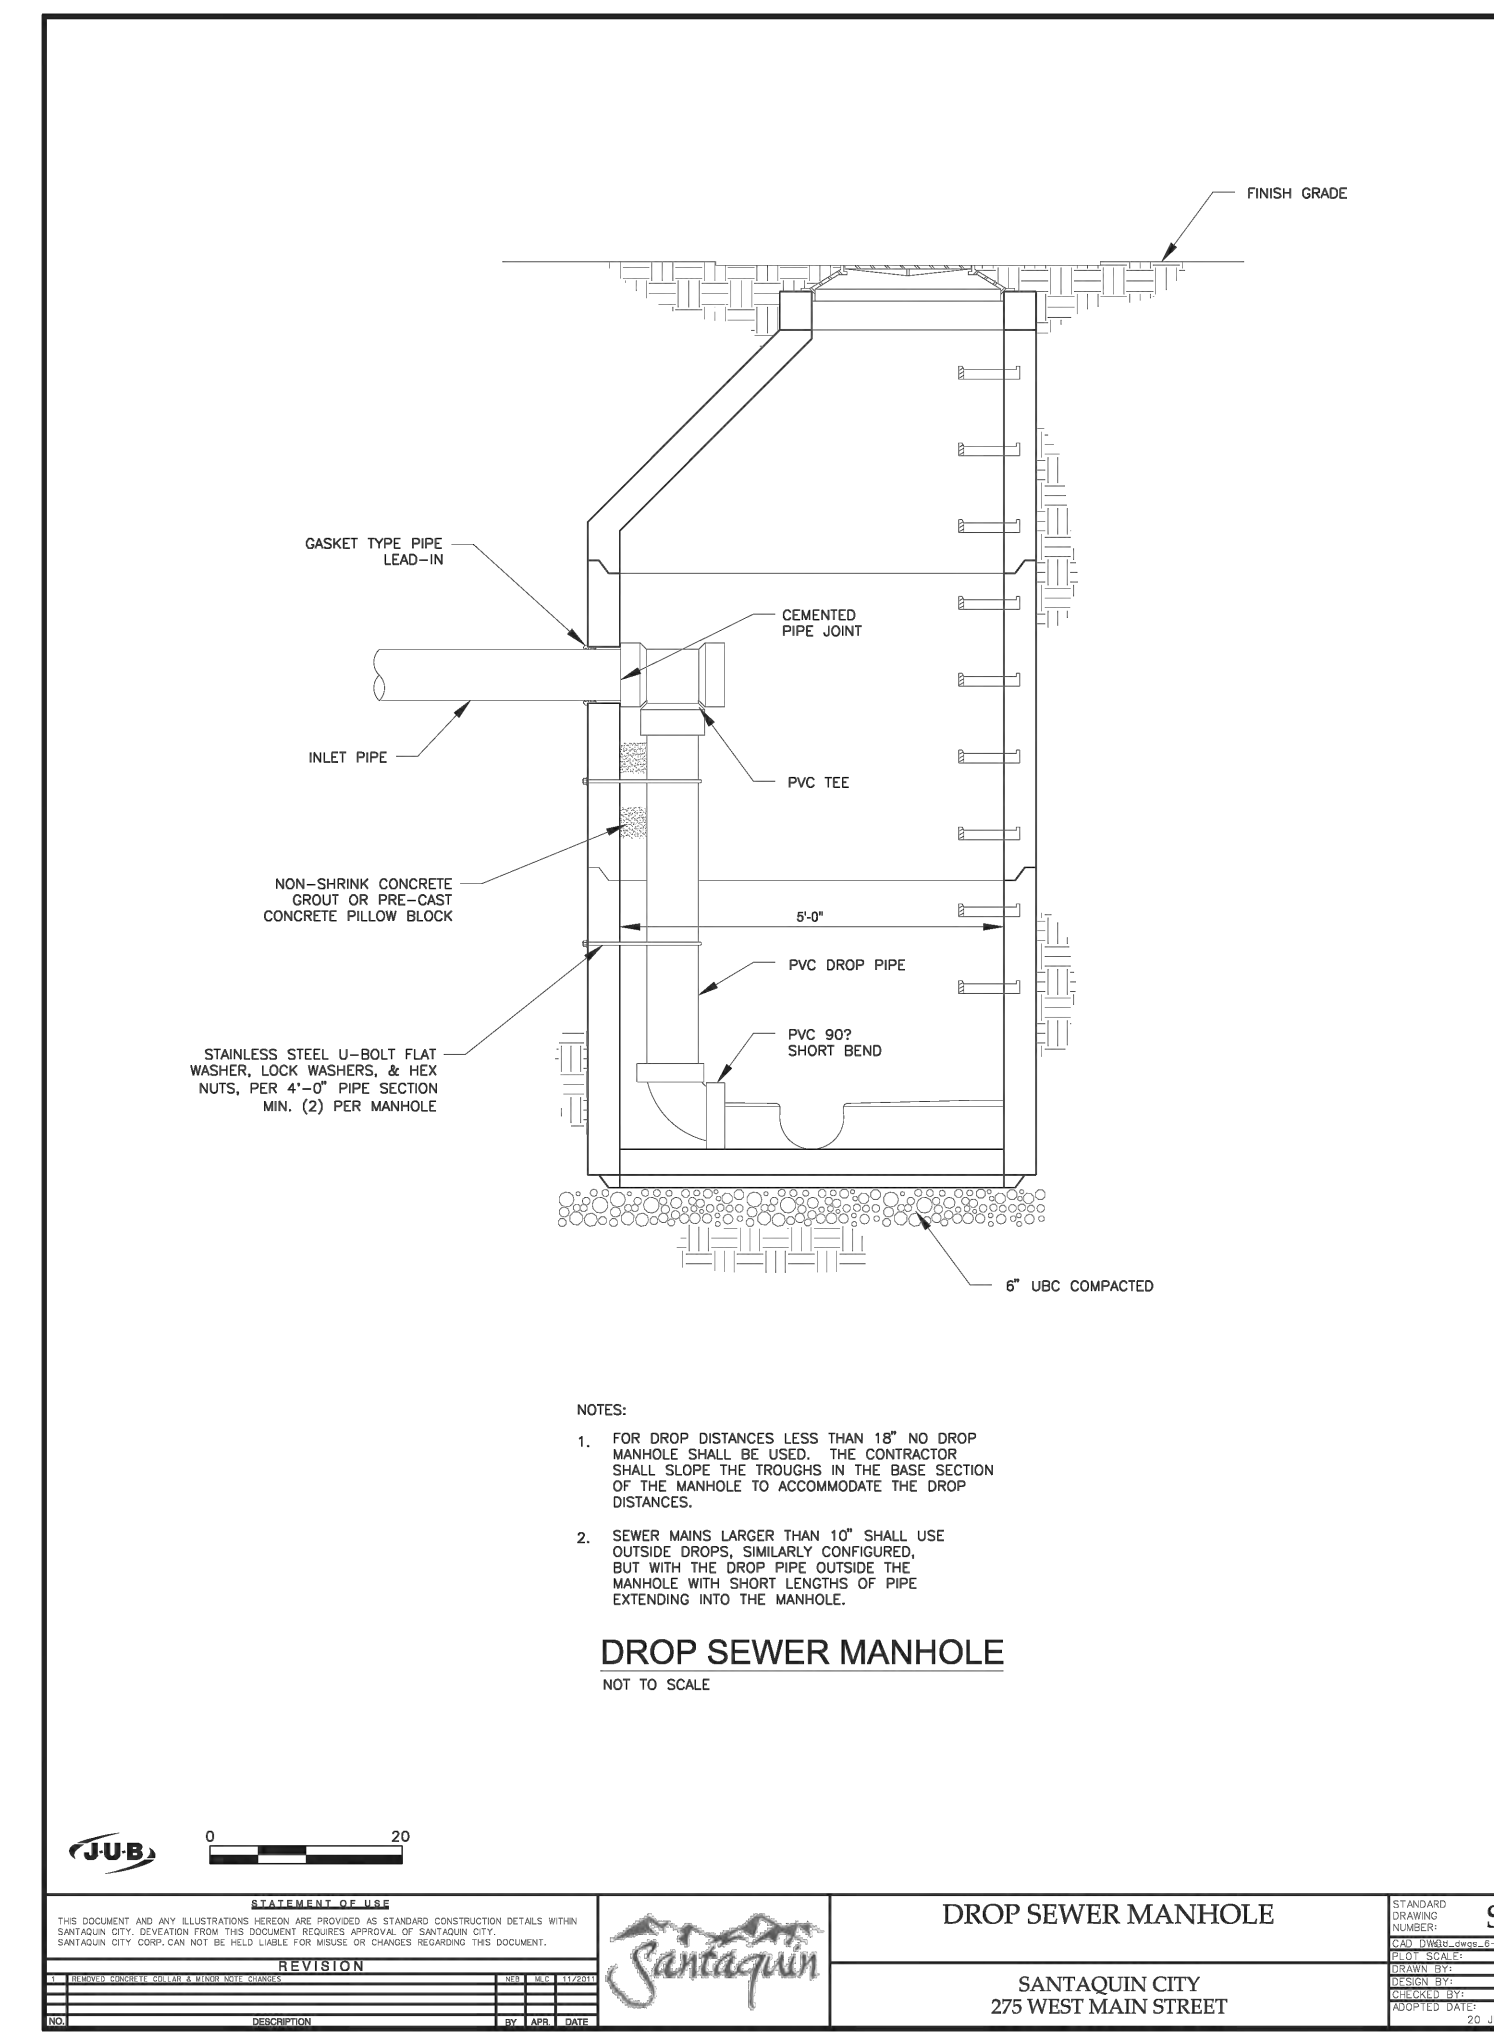 FINISH GRADE
GASKET TYPE PIPE
LEAD-IN
CEMENTED
PIPE JOINT
INLET PIPE
PVC TEE
NON-SHRINK CONCRETE
GROUT OR PRE-CAST
CONCRETE PILLOW BLOCK
5'-0"
PVC DROP PIPE
PVC 90?
SHORT BEND
STAINLESS STEEL U-BOLT FLAT
WASHER, LOCK WASHERS, & HEX
NUTS, PER 4'-0" PIPE SECTION
MIN. (2) PER MANHOLE
6" UBC COMPACTED
NOTES:
1. FOR DROP DISTANCES LESS THAN 18" NO DROP
MANHOLE SHALL BE USED. THE CONTRACTOR
SHALL SLOPE THE TROUGHS IN THE BASE SECTION
OF THE MANHOLE TO ACCOMMODATE THE DROP
DISTANCES.
2. SEWER MAINS LARGER THAN 10" SHALL USE
OUTSIDE DROPS, SIMILARLY CONFIGURED,
BUT WITH THE DROP PIPE OUTSIDE THE
MANHOLE WITH SHORT LENGTHS OF PIPE
EXTENDING INTO THE MANHOLE.
DROP SEWER MANHOLE
NOT TO SCALE
J·U·B
0 20
STATEMENT OF USE
THIS DOCUMENT AND ANY ILLUSTRATIONS HEREON ARE PROVIDED AS STANDARD CONSTRUCTION DETAILS WITHIN
SANTAQUIN CITY. DEVEATION FROM THIS DOCUMENT REQUIRES APPROVAL OF SANTAQUIN CITY.
SANTAQUIN CITY CORP. CAN NOT BE HELD LIABLE FOR MISUSE OR CHANGES REGARDING THIS DOCUMENT.
REVISION
1 REMOVED CONCRETE COLLAR & MINOR NOTE CHANGES NEB MLC 11/2011
NO. DESCRIPTION BY APR. DATE
Santaquin
DROP SEWER MANHOLE
SANTAQUIN CITY
275 WEST MAIN STREET
STANDARD
DRAWING
NUMBER:
CAD
PLOT SCALE:
DRAWN BY:
DESIGN BY:
CHECKED BY:
ADOPTED DATE:
20